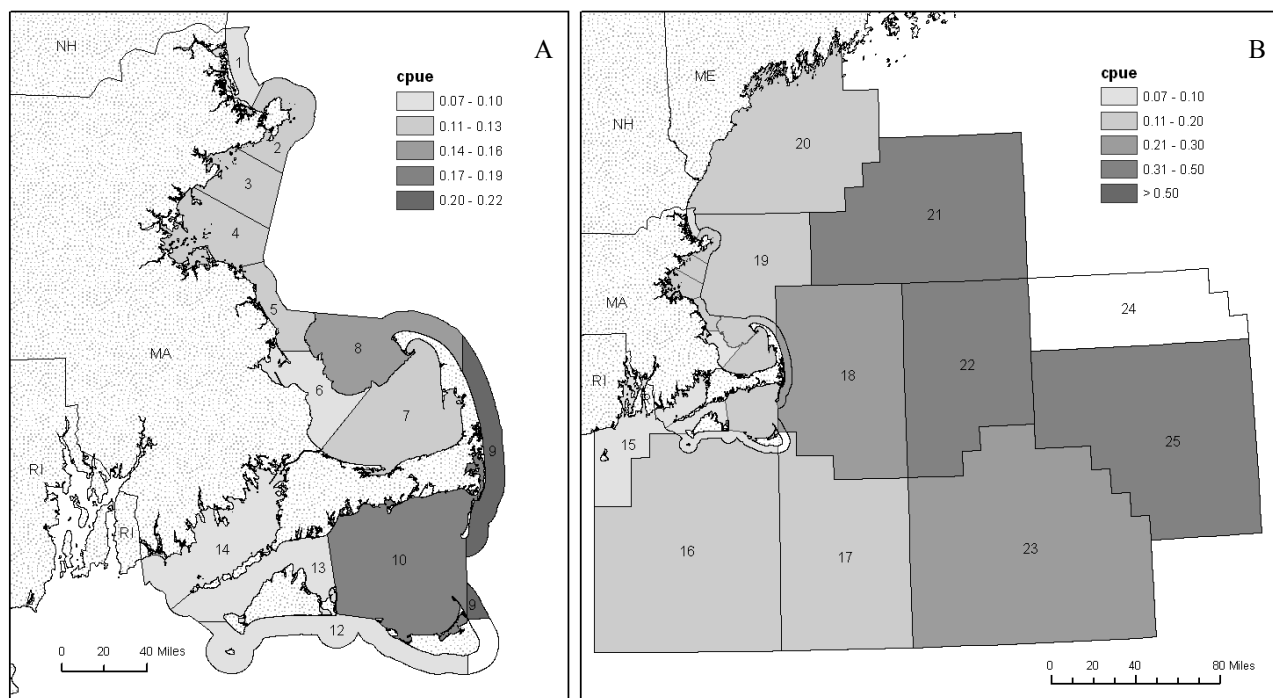 A
NH
1
cpue
0.07 - 0.10
0.11 - 0.13
0.14 - 0.16
0.17 - 0.19
0.20 - 0.22
2
3
4
5
MA
8
6
7
9
RI
RI
14
10
13
9
12
0 20 40 Miles
B
ME
cpue
0.07 - 0.10
0.11 - 0.20
0.21 - 0.30
0.31 - 0.50
> 0.50
NH
20
21
19
MA
24
22
18
RI
15
25
16
17
23
0 20 40 80 Miles